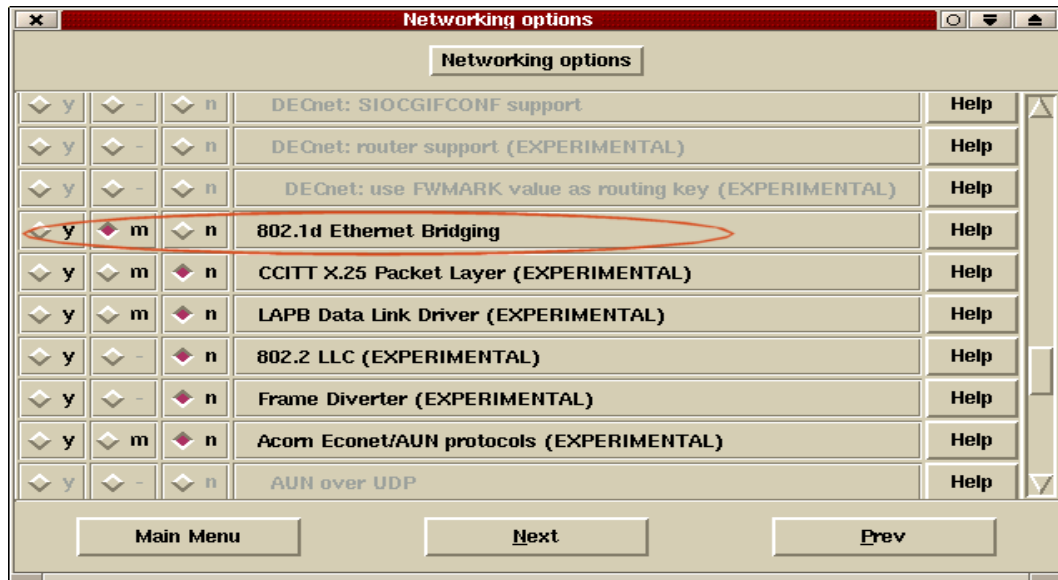 Networking options
Networking options
y - n DECnet: SIOCGIFCONF support Help
y - n DECnet: router support (EXPERIMENTAL) Help
y - n DECnet: use FWMARK value as routing key (EXPERIMENTAL) Help
y m n 802.1d Ethernet Bridging Help
y m n CCITT X.25 Packet Layer (EXPERIMENTAL) Help
y m n LAPB Data Link Driver (EXPERIMENTAL) Help
y - n 802.2 LLC (EXPERIMENTAL) Help
y - n Frame Diverter (EXPERIMENTAL) Help
y m n Acorn Econet/AUN protocols (EXPERIMENTAL) Help
y - n AUN over UDP Help
Main Menu Next Prev